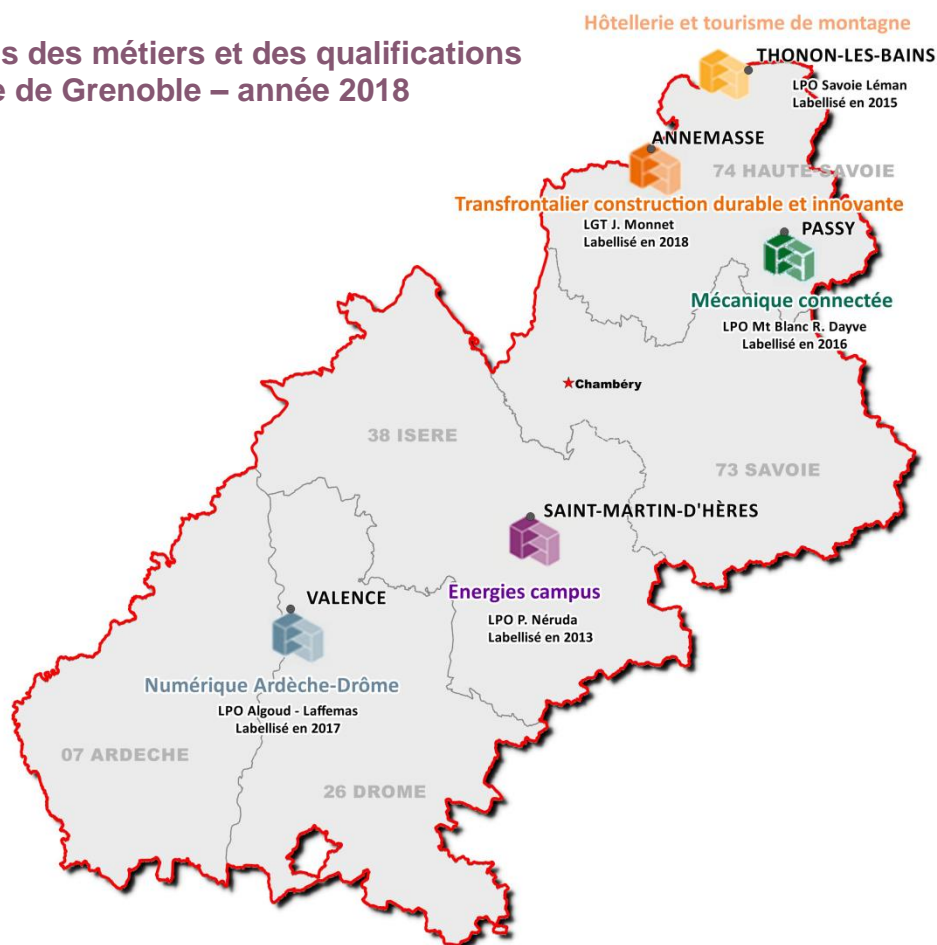 Hôtellerie et tourisme de montagne
s des métiers et des qualifications
e de Grenoble – année 2018
THONON-LES-BAINS
LPO Savoie Léman
Labellisé en 2015
ANNEMASSE
74 HAUTE SAVOIE
Transfrontalier construction durable et innovante
LGT J. Monnet
Labellisé en 2018
PASSY
Mécanique connectée
LPO Mt Blanc R. Dayve
Labellisé en 2016
Chambéry
38 ISERE
73 SAVOIE
SAINT-MARTIN-D'HÈRES
Energies campus
LPO P. Néruda
Labellisé en 2013
VALENCE
Numérique Ardèche-Drôme
LPO Algoud - Laffemas
Labellisé en 2017
07 ARDECHE
26 DROME